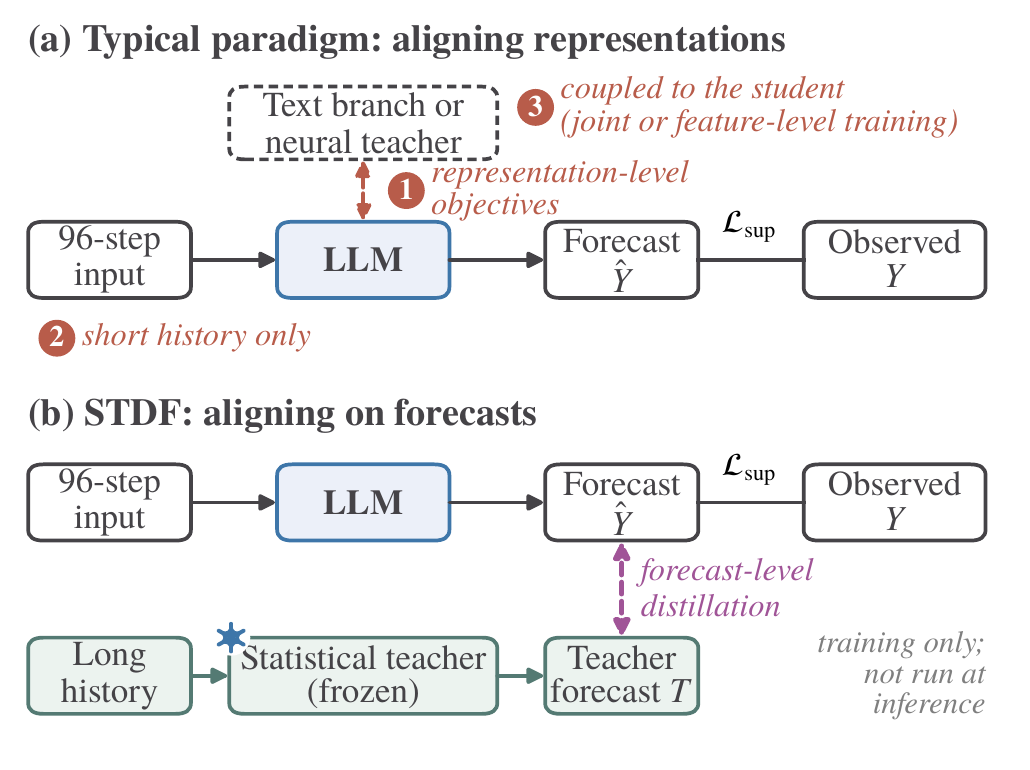 (a) Typical paradigm: aligning representations
Text branch or
neural teacher
3 coupled to the student
(joint or feature-level training)
1 representation-level
objectives
96-step
input
LLM
Forecast
Ŷ
ℒsup
Observed
Y
2 short history only
(b) STDF: aligning on forecasts
96-step
input
LLM
Forecast
Ŷ
ℒsup
Observed
Y
forecast-level
distillation
Long
history
Statistical teacher
(frozen)
Teacher
forecast T
training only;
not run at
inference